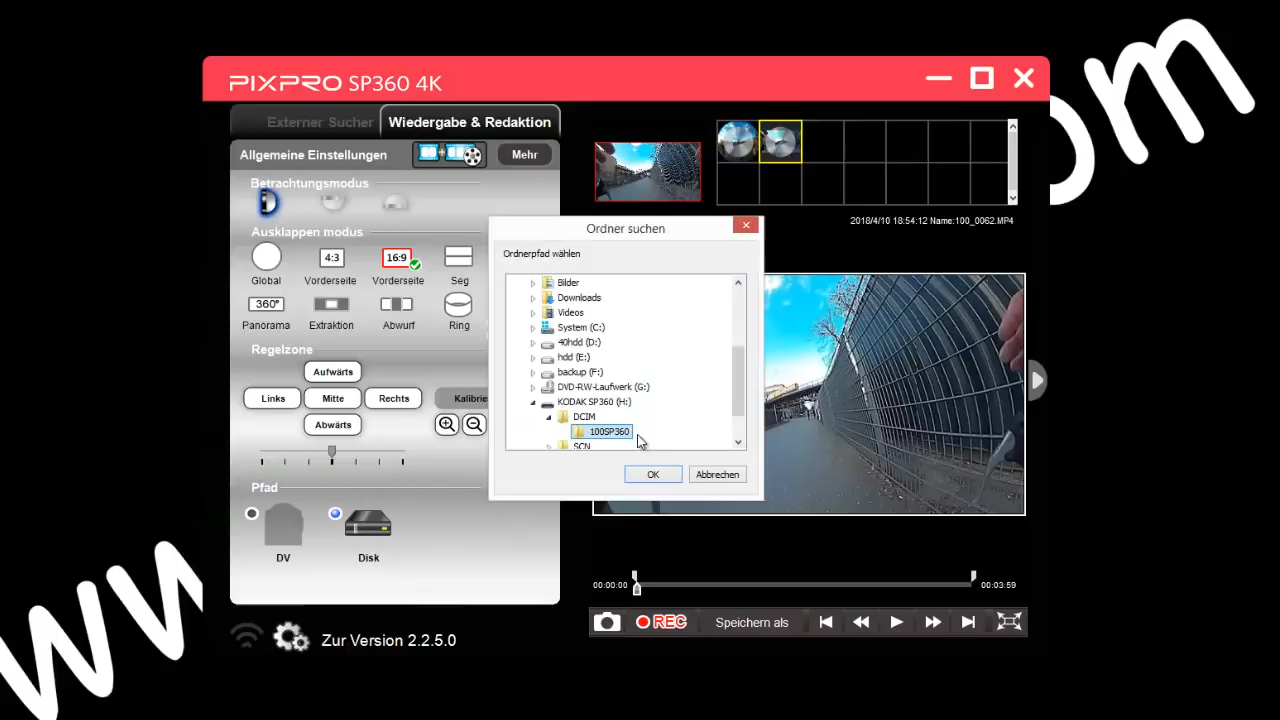 www
om
PIXPRO SP360 4K
Externer Sucher
Wiedergabe & Redaktion
Allgemeine Einstellungen
Mehr
Betrachtungsmodus
Ausklappen modus
4:3
16:9
Global
Vorderseite
Vorderseite
Seg
360°
Panorama
Extraktion
Abwurf
Ring
Regelzone
Aufwärts
Links
Mitte
Rechts
Kalibrie
Abwärts
Pfad
DV
Disk
Zur Version 2.2.5.0
2018/4/10 18:54:12 Name:100_0062.MP4
Ordner suchen
Ordnerpfad wählen
Bilder
Downloads
Videos
System (C:)
40hdd (D:)
hdd (E:)
backup (F:)
DVD-RW-Laufwerk (G:)
KODAK SP360 (H:)
DCIM
100SP360
SCN
OK
Abbrechen
00:00:00
00:03:59
REC
Speichern als